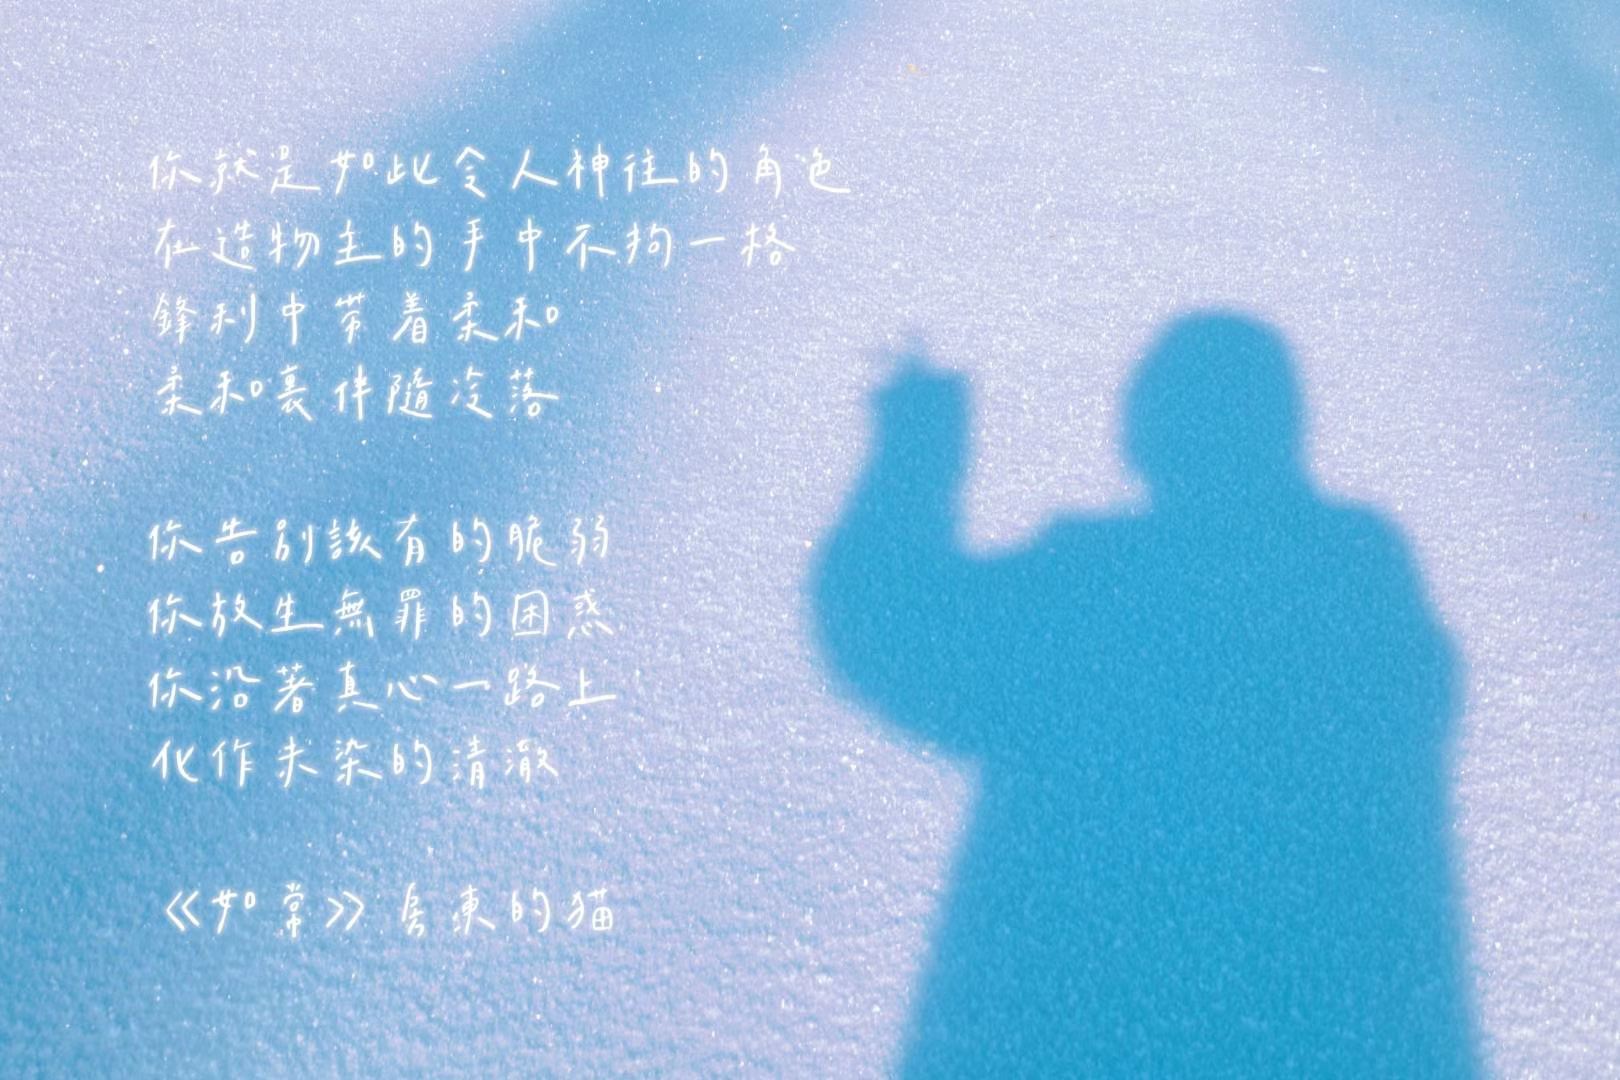 你就是如此令人神往的角色
在造物主的手中不拘一格
鋒利中帶着柔和
柔和裏伴隨冷落
你告別該有的脆弱
你放生無罪的困惑
你沿著真心一路上
化作未染的清澈
《如常》房東的猫